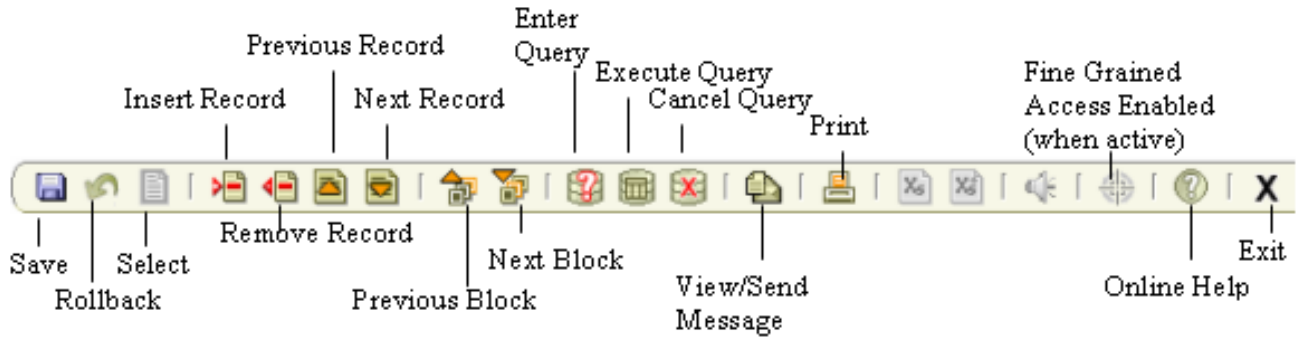 Enter
Query
Previous Record
Execute Query
Fine Grained
Access Enabled
(when active)
Insert Record
Next Record
Cancel Query
Print
?
X
?
X
Remove Record
Save
Select
Next Block
Exit
Rollback
Previous Block
View/Send
Message
Online Help